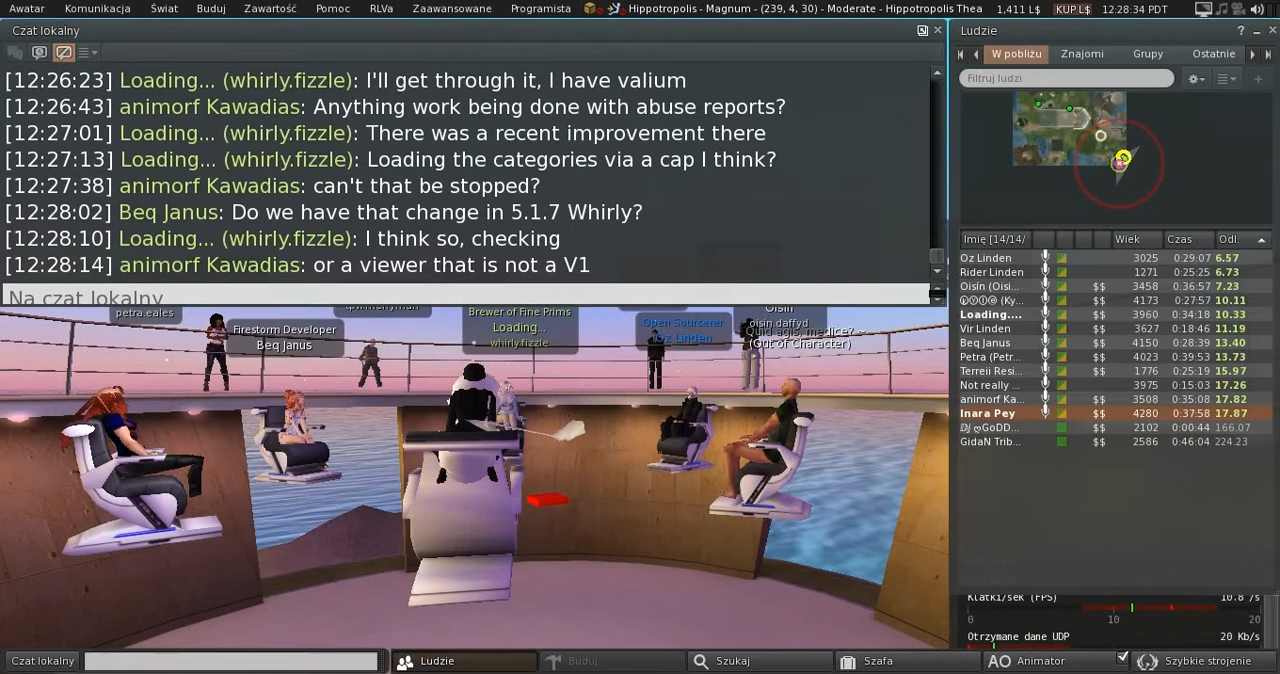 Awatar Komunikacja Świat Buduj Zawartość Pomoc RLVa Zaawansowane Programista Hippotropolis - Magnum - (239, 4, 30) - Moderate - Hippotropolis Thea 1,411 L$ KUP L$ 12:28:34 PDT
Czat lokalny
[12:26:23] Loading... (whirly.fizzle): I'll get through it, I have valium
[12:26:43] animorf Kawadias: Anything work being done with abuse reports?
[12:27:01] Loading... (whirly.fizzle): There was a recent improvement there
[12:27:13] Loading... (whirly.fizzle): Loading the categories via a cap I think?
[12:27:38] animorf Kawadias: can't that be stopped?
[12:28:02] Beq Janus: Do we have that change in 5.1.7 Whirly?
[12:28:10] Loading... (whirly.fizzle): I think so, checking
[12:28:14] animorf Kawadias: or a viewer that is not a V1
Na czat lokalny
petra eales
Firestorm Developer
Beq Janus
Brewer of Fine Prims
Loading...
whirly.fizzle
Open Sourcerer
Oz Linden
Oisin
oisin.daffyd
Quid agis, medice? ~
(Out of Character)
Ludzie
W pobliżu Znajomi Grupy Ostatnie
Filtruj ludzi
Imię [14/14/ Wiek Czas Odl.
Oz Linden 3025 0:29:07 6.57
Rider Linden 1271 0:25:25 6.73
Oisín (Oisi... $$ 3458 0:36:57 7.23
(Ky... $$ 4173 0:27:57 10.11
Loading.... $$ 3960 0:34:18 10.33
Vir Linden $$ 3627 0:18:46 11.19
Beq Janus $$ 4150 0:28:39 13.40
Petra (Petr... $$ 4023 0:39:53 13.73
Terreii Resi... $$ 1776 0:25:19 15.97
Not really ... 3975 0:15:03 17.26
animorf Ka... $$ 3508 0:35:08 17.82
Inara Pey $$ 4280 0:37:58 17.87
GoDD... $$ 2102 0:00:44 166.07
GidaN Trib... $$ 2586 0:46:04 224.23
Klatki/sek (FPS) 10.8 /s
0 10 20
Otrzymane dane UDP 20 Kb/s
Czat lokalny Ludzie Buduj Szukaj Szafa AO Animator Szybkie strojenie